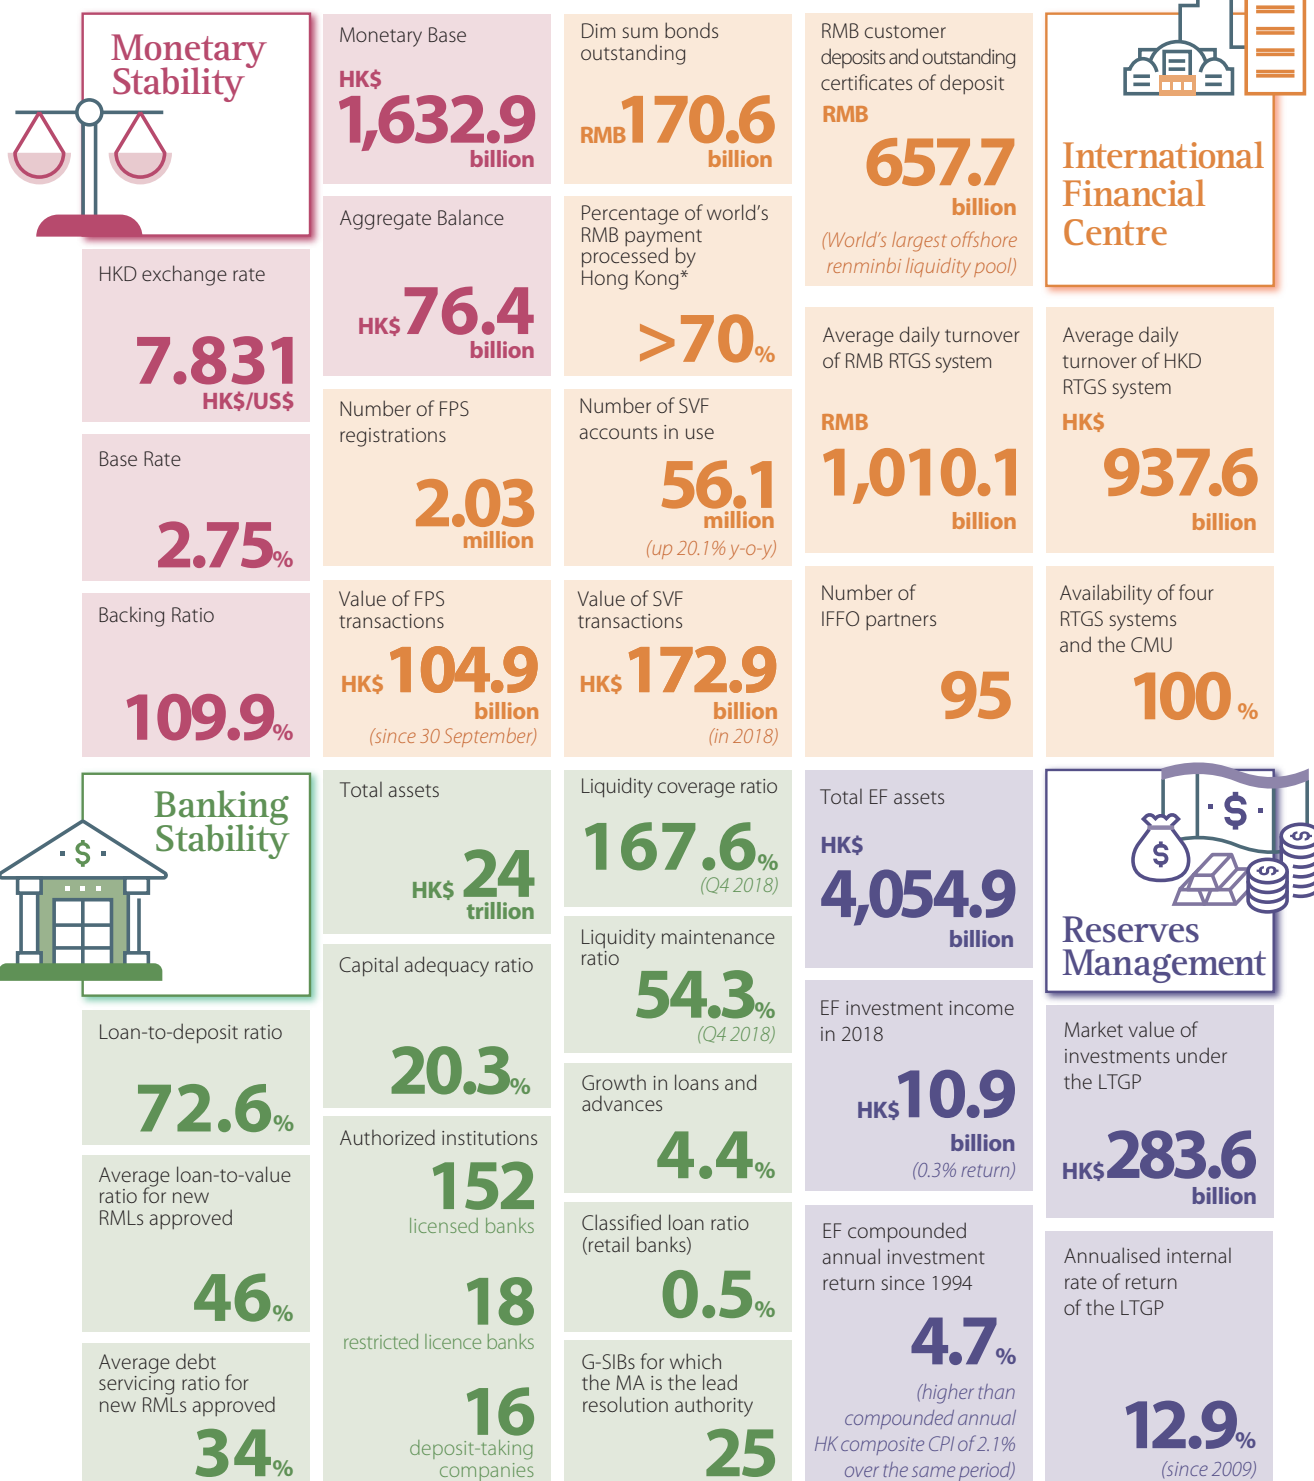 Monetary
Stability
HKD exchange rate
7.831
HK$/US$
Base Rate
2.75%
Backing Ratio
109.9%
Monetary Base
HK$
1,632.9
billion
Aggregate Balance
HK$76.4
billion
Number of FPS
registrations
2.03
million
Value of FPS
transactions
HK$ 104.9
billion
(since 30 September)
Dim sum bonds
outstanding
RMB170.6
billion
Percentage of world's
RMB payment
processed by
Hong Kong*
>70%
Number of SVF
accounts in use
56.1
million
(up 20.1% y-o-y)
Value of SVF
transactions
HK$ 172.9
billion
(in 2018)
RMB customer
deposits and outstanding
certificates of deposit
RMB
657.7
billion
(World's largest offshore
renminbi liquidity pool)
Average daily turnover
of RMB RTGS system
RMB
1,010.1
billion
Number of
IFFO partners
95
International
Financial
Centre
Average daily
turnover of HKD
RTGS system
HK$
937.6
billion
Availability of four
RTGS systems
and the CMU
100 %
Banking
Stability
$
Loan-to-deposit ratio
72.6%
Average loan-to-value
ratio for new
RMLs approved
46%
Average debt
servicing ratio for
new RMLs approved
34%
Total assets
HK$ 24
trillion
Capital adequacy ratio
20.3%
Authorized institutions
152
licensed banks
18
restricted licence banks
16
deposit-taking
companies
Liquidity coverage ratio
167.6%
(Q4 2018)
Liquidity maintenance
ratio
54.3%
(Q4 2018)
Growth in loans and
advances
4.4%
Classified loan ratio
(retail banks)
0.5%
G-SIBs for which
the MA is the lead
resolution authority
25
Total EF assets
HK$
4,054.9
billion
EF investment income
in 2018
HK$10.9
billion
(0.3% return)
EF compounded
annual investment
return since 1994
4.7%
(higher than
compounded annual
HK composite CPI of 2.1%
over the same period)
$
$
$
$
Reserves
Management
Market value of
investments under
the LTGP
HK$283.6
billion
Annualised internal
rate of return
of the LTGP
12.9%
(since 2009)